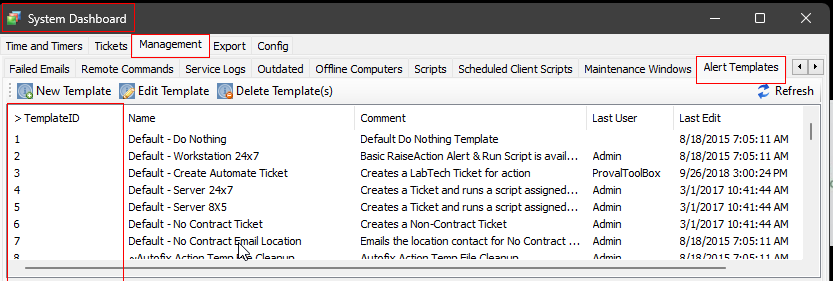 System Dashboard
Time and Timers Tickets Management Export Config
Failed Emails Remote Commands Service Logs Outdated Offline Computers Scripts Scheduled Client Scripts Maintenance Windows Alert Templates
New Template Edit Template Delete Template(s) Refresh
> TemplateID Name Comment Last User Last Edit
1 Default - Do Nothing Default Do Nothing Template 8/18/2015 7:05:11 AM
2 Default - Workstation 24x7 Basic RaiseAction Alert & Run Script is avail... Admin 8/18/2015 7:05:11 AM
3 Default - Create Automate Ticket Creates a LabTech Ticket for action ProvalToolBox 9/26/2018 3:00:24 PM
4 Default - Server 24x7 Creates a Ticket and runs a script assigned... Admin 3/1/2017 10:41:44 AM
5 Default - Server 8X5 Creates a Ticket and runs a script assigned... Admin 3/1/2017 10:41:44 AM
6 Default - No Contract Ticket Creates a Non-Contract Ticket Admin 3/1/2017 10:41:44 AM
7 Default - No Contract Email Location Emails the location contact for No Contract ... Admin 8/18/2015 7:05:11 AM
8 ~Autofix Action Temp File Cleanup Autofix Action Temp File Cleanup Admin 8/18/2015 7:05:11 AM